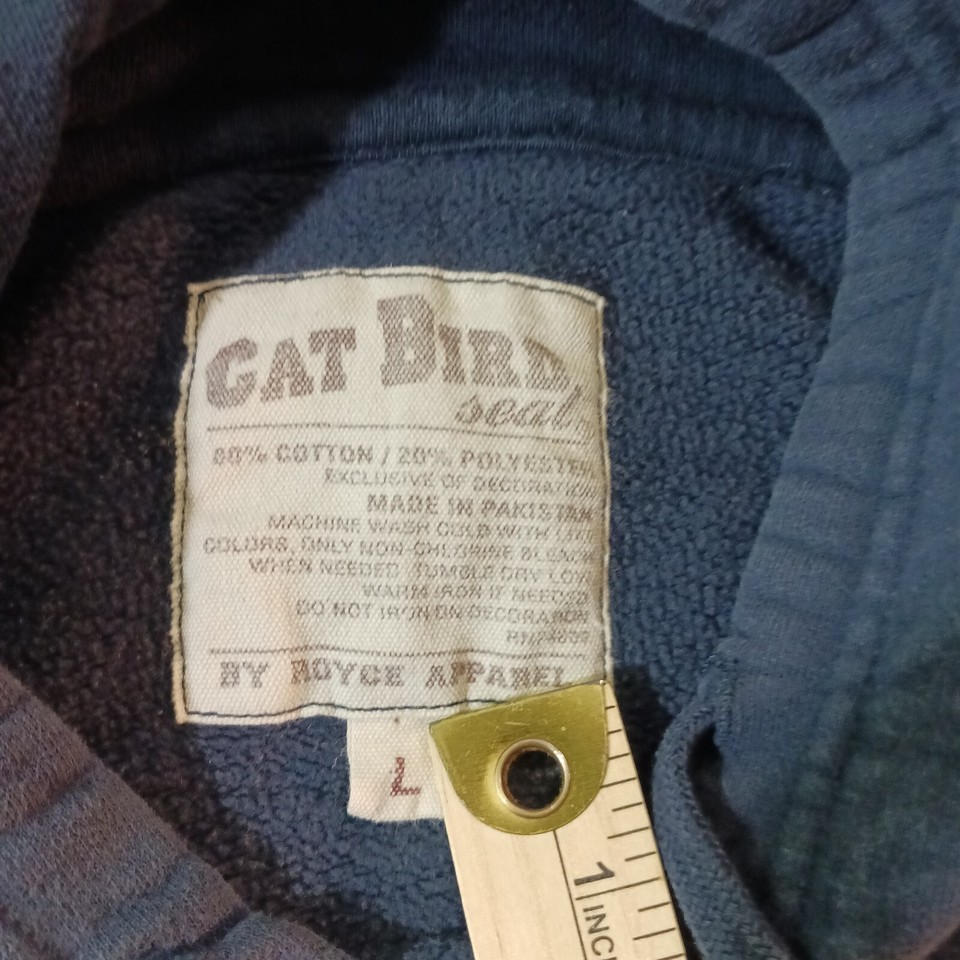 CAT BIRD
seat
80% COTTON / 20% POLYESTER
EXCLUSIVE OF DECORATION
MADE IN PAKISTAN
MACHINE WASH COLD WITH LIKE
COLORS, ONLY NON-CHLORINE BLEACH
WHEN NEEDED TUMBLE DRY LOW
WARM IRON IF NEEDED
DO NOT IRON ON DECORATION
BY ROYCE APPAREL
L
1
INC